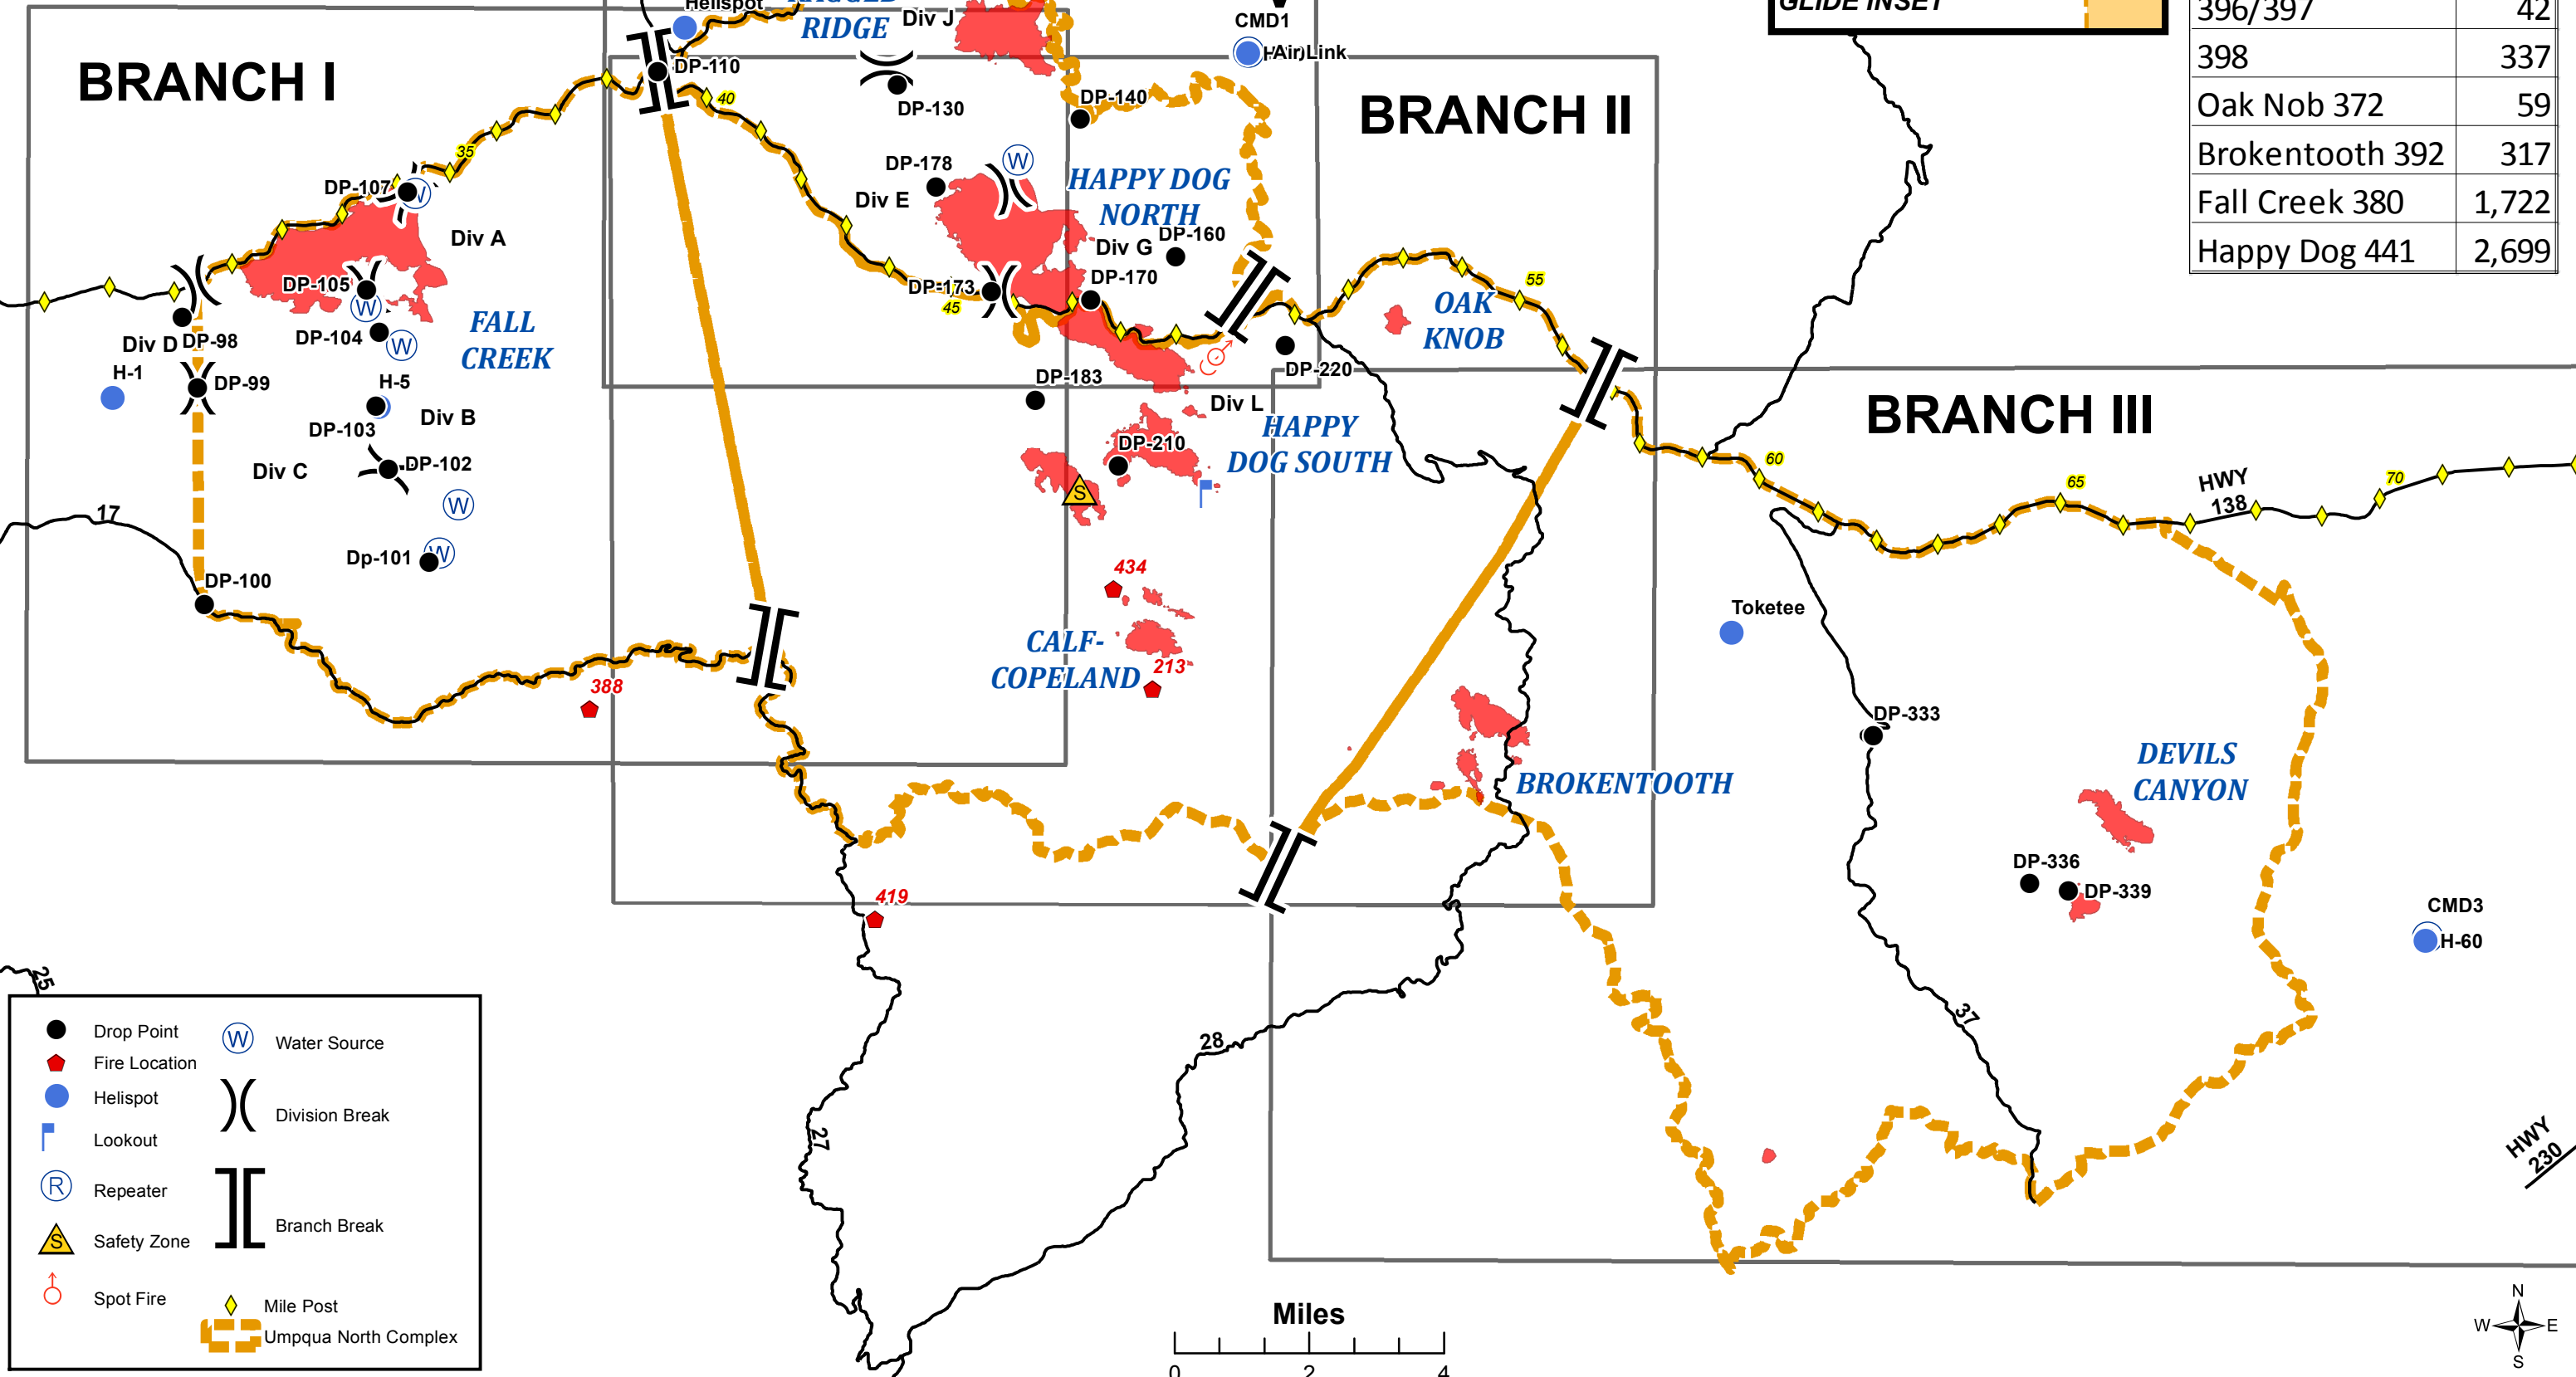 Helispot
RAGGED
RIDGE
Div J
CMD1
AirLink
GLIDE INSET
396/397 42
398 337
Oak Nob 372 59
Brokentooth 392 317
Fall Creek 380 1,722
Happy Dog 441 2,699
BRANCH I
DP-110
40
DP-130
DP-140
BRANCH II
35
DP-107
W
DP-178
W
Div E
HAPPY DOG
NORTH
DP-160
Div A
Div G
DP-105
W
DP-173
45
DP-170
55
OAK
KNOB
FALL
CREEK
Div D
DP-98
DP-104
W
H-1
DP-99
H-5
DP-183
DP-220
Div L
BRANCH III
DP-103
Div B
HAPPY
DOG SOUTH
DP-210
Div C
DP-102
W
S
60
65
HWY
138
70
17
Dp-101
W
DP-100
434
Toketee
CALF-
COPELAND
213
388
DP-333
BROKENTOOTH
DEVILS
CANYON
DP-336
DP-339
419
CMD3
H-60
25
37
28
27
HWY
230
Drop Point
Fire Location
Helispot
Lookout
R Repeater
S Safety Zone
Spot Fire
W Water Source
Division Break
Branch Break
Mile Post
Umpqua North Complex
Miles
0 2 4
N
W E
S